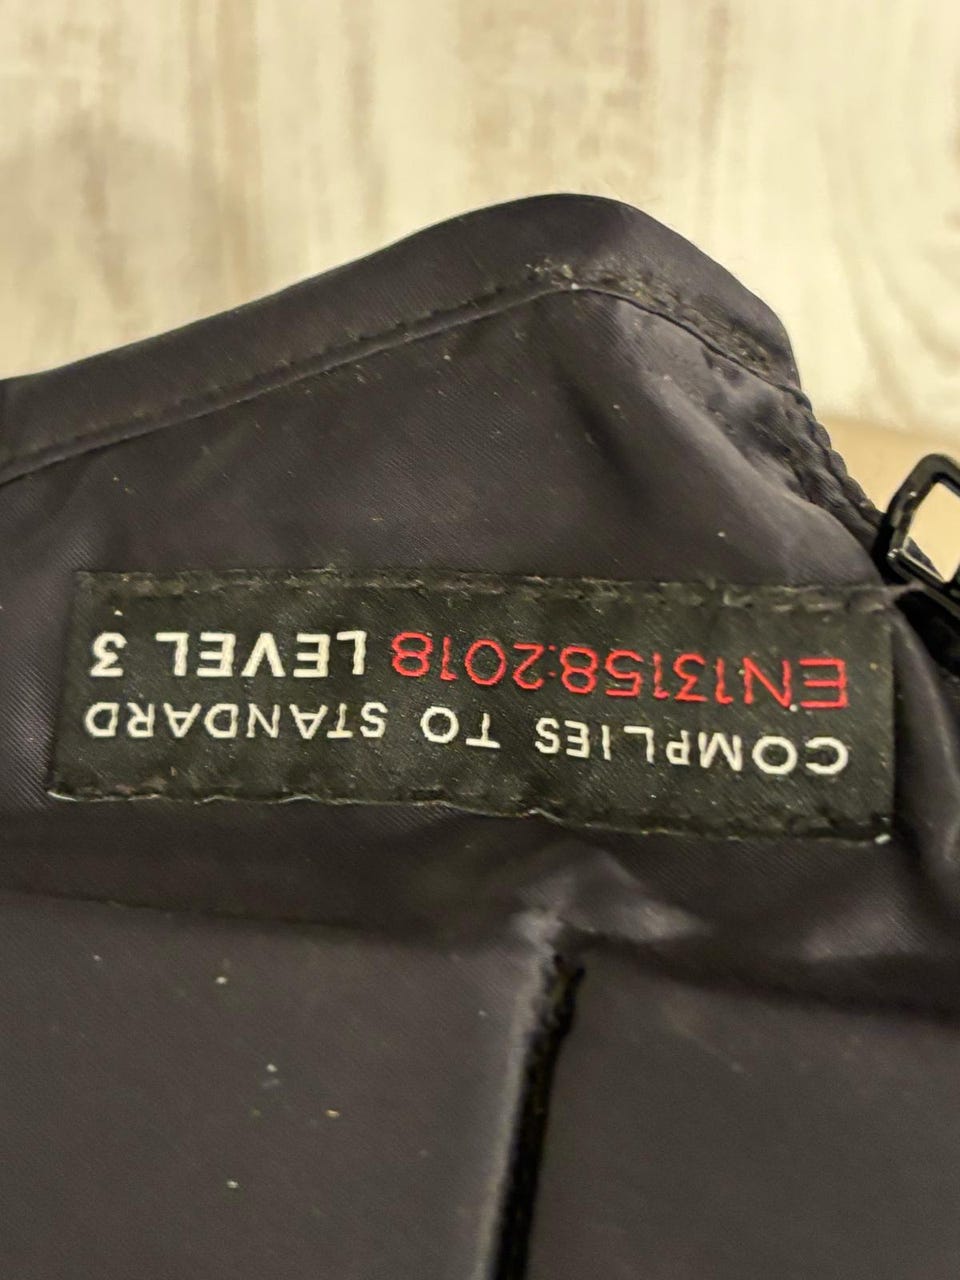 COMPLIES TO STANDARD
EN13158:2018 LEVEL 3